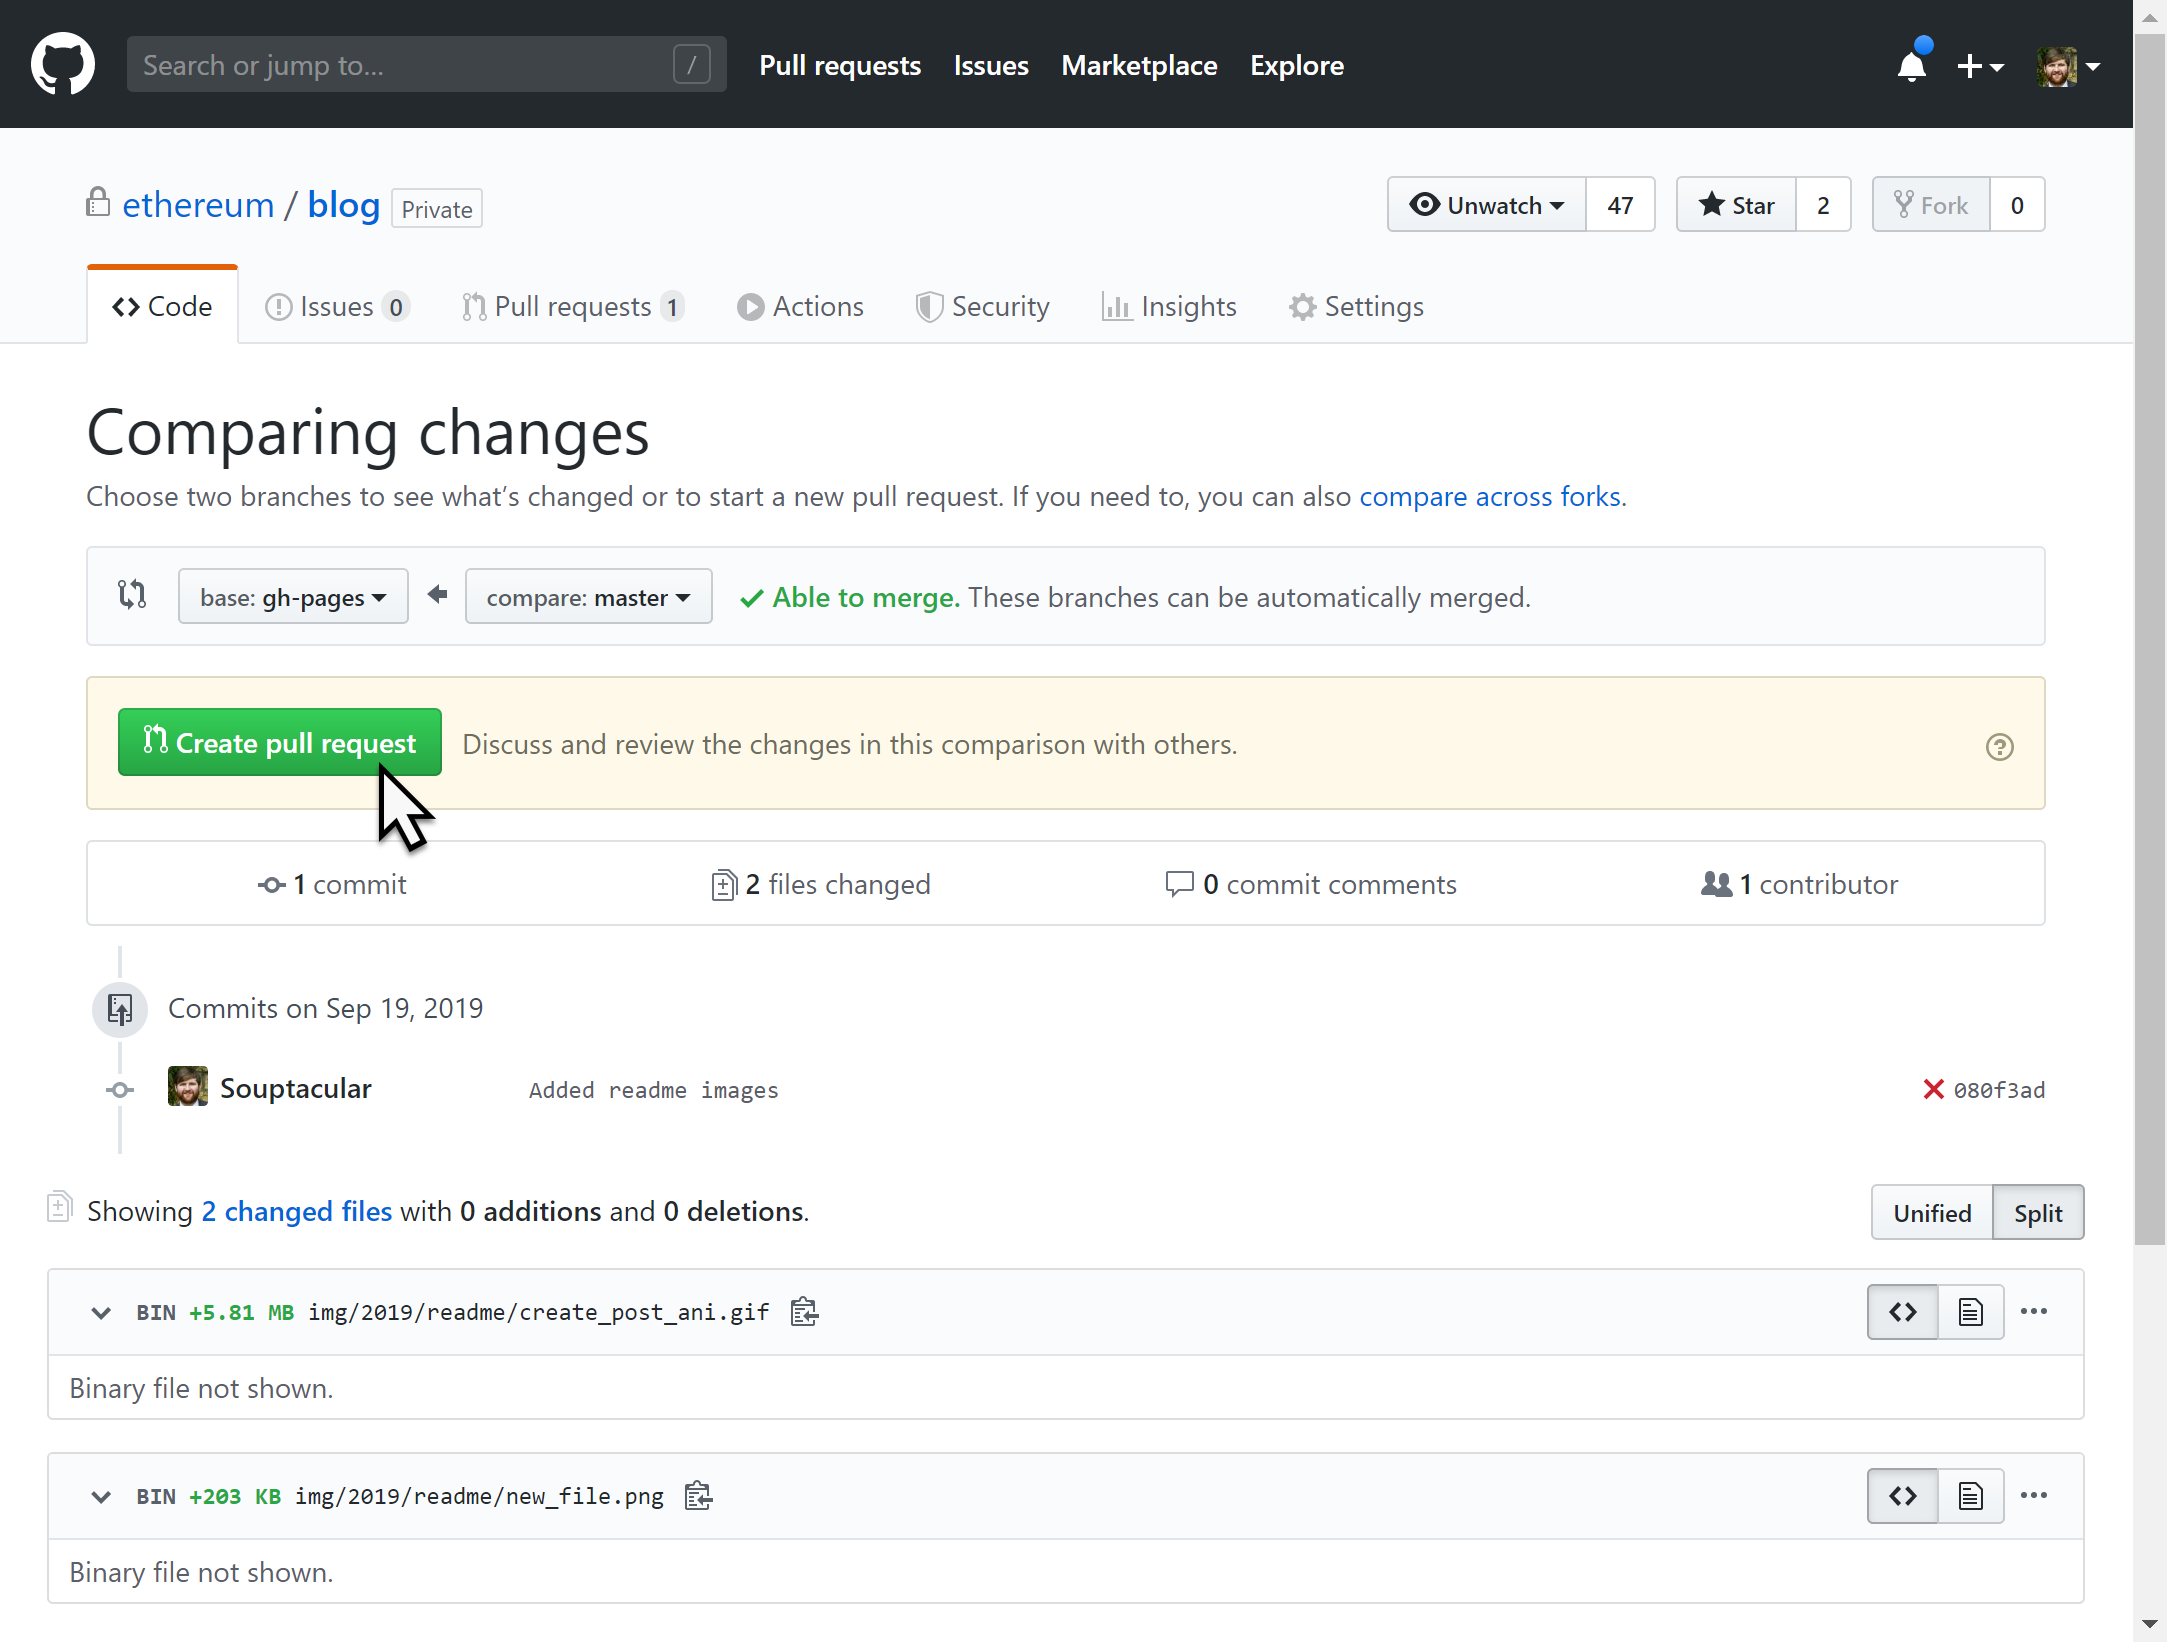 Search or jump to... /
Pull requests Issues Marketplace Explore
ethereum / blog Private
Unwatch 47 Star 2 Fork 0
Code Issues 0 Pull requests 1 Actions Security Insights Settings
Comparing changes
Choose two branches to see what’s changed or to start a new pull request. If you need to, you can also compare across forks.
base: gh-pages compare: master Able to merge. These branches can be automatically merged.
Create pull request Discuss and review the changes in this comparison with others.
1 commit 2 files changed 0 commit comments 1 contributor
Commits on Sep 19, 2019
Souptacular Added readme images 080f3ad
Showing 2 changed files with 0 additions and 0 deletions.
Unified Split
BIN +5.81 MB img/2019/readme/create_post_ani.gif
Binary file not shown.
BIN +203 KB img/2019/readme/new_file.png
Binary file not shown.